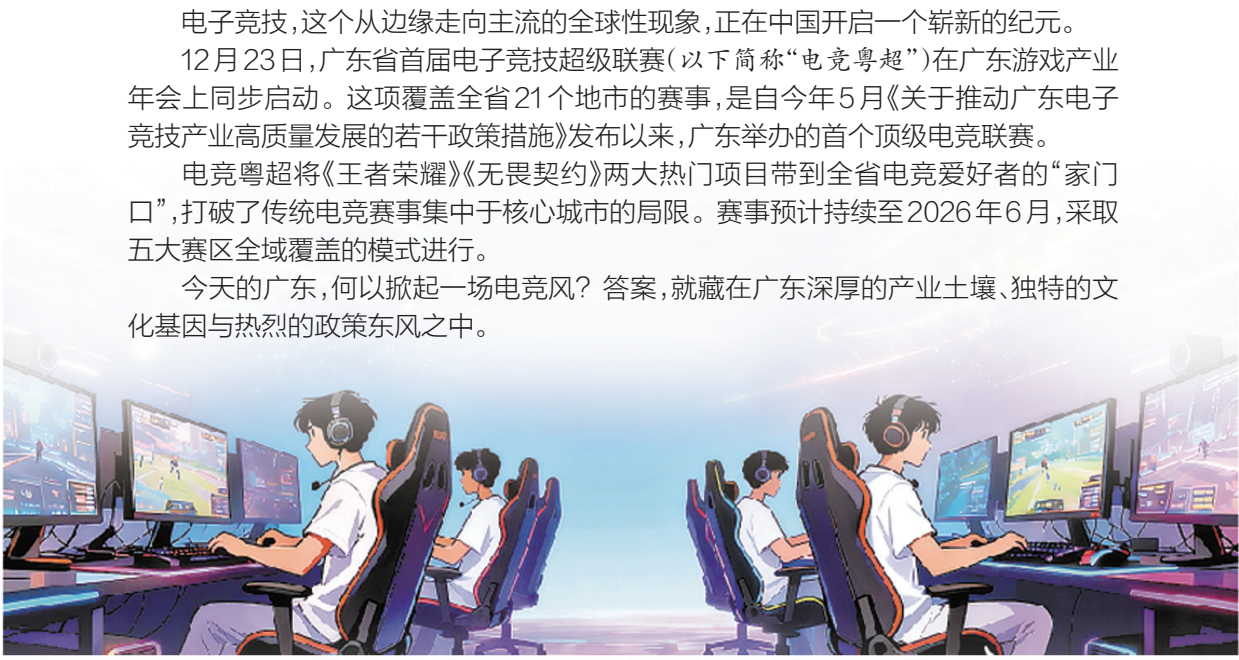 电子竞技,这个从边缘走向主流的全球性现象,正在中国开启一个崭新的纪元。
12月23日,广东省首届电子竞技超级联赛(以下简称“电竞粤超”)在广东游戏产业
年会上同步启动。这项覆盖全省21个地市的赛事,是自今年5月《关于推动广东电子
竞技产业高质量发展的若干政策措施》发布以来,广东举办的首个顶级电竞联赛。
电竞粤超将《王者荣耀》《无畏契约》两大热门项目带到全省电竞爱好者的“家门
口”,打破了传统电竞赛事集中于核心城市的局限。赛事预计持续至2026年6月,采取
五大赛区全域覆盖的模式进行。
今天的广东,何以掀起一场电竞风?答案,就藏在广东深厚的产业土壤、独特的文
化基因与热烈的政策东风之中。